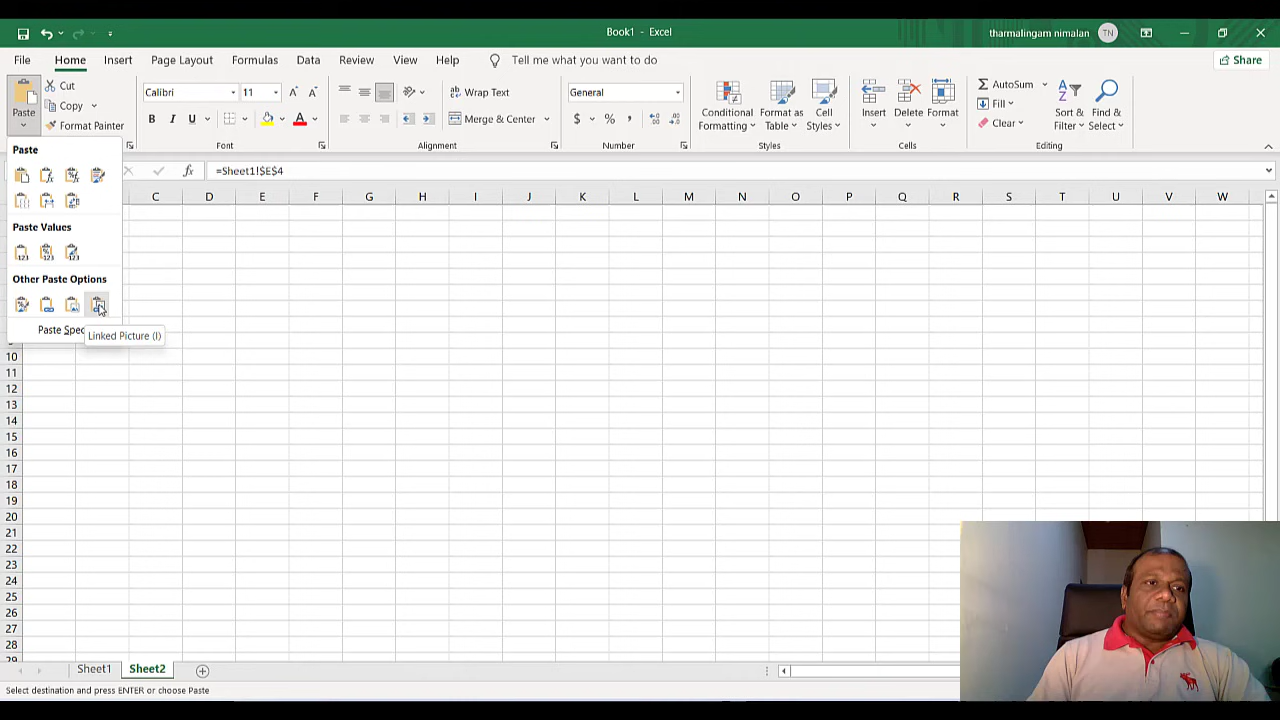 Book1 - Excel
tharmalingam nimalan TN
File Home Insert Page Layout Formulas Data Review View Help Tell me what you want to do Share
Paste
Cut
Copy
Format Painter
Calibri 11
B I U A
Wrap Text
Merge & Center
General
$ % ,
Conditional Formatting
Format as Table
Cell Styles
Insert Delete Format
AutoSum
Fill
Clear
Sort & Filter
Find & Select
Font Alignment Number Styles Cells Editing
fx =Sheet1!$E$4
Paste
Paste Values
Other Paste Options
Paste Spec
Linked Picture (I)
C D E F G H I J K L M N O P Q R S T U V W
10
11
12
13
14
15
16
17
18
19
20
21
22
23
24
25
26
27
28
29
Sheet1 Sheet2
Select destination and press ENTER or choose Paste